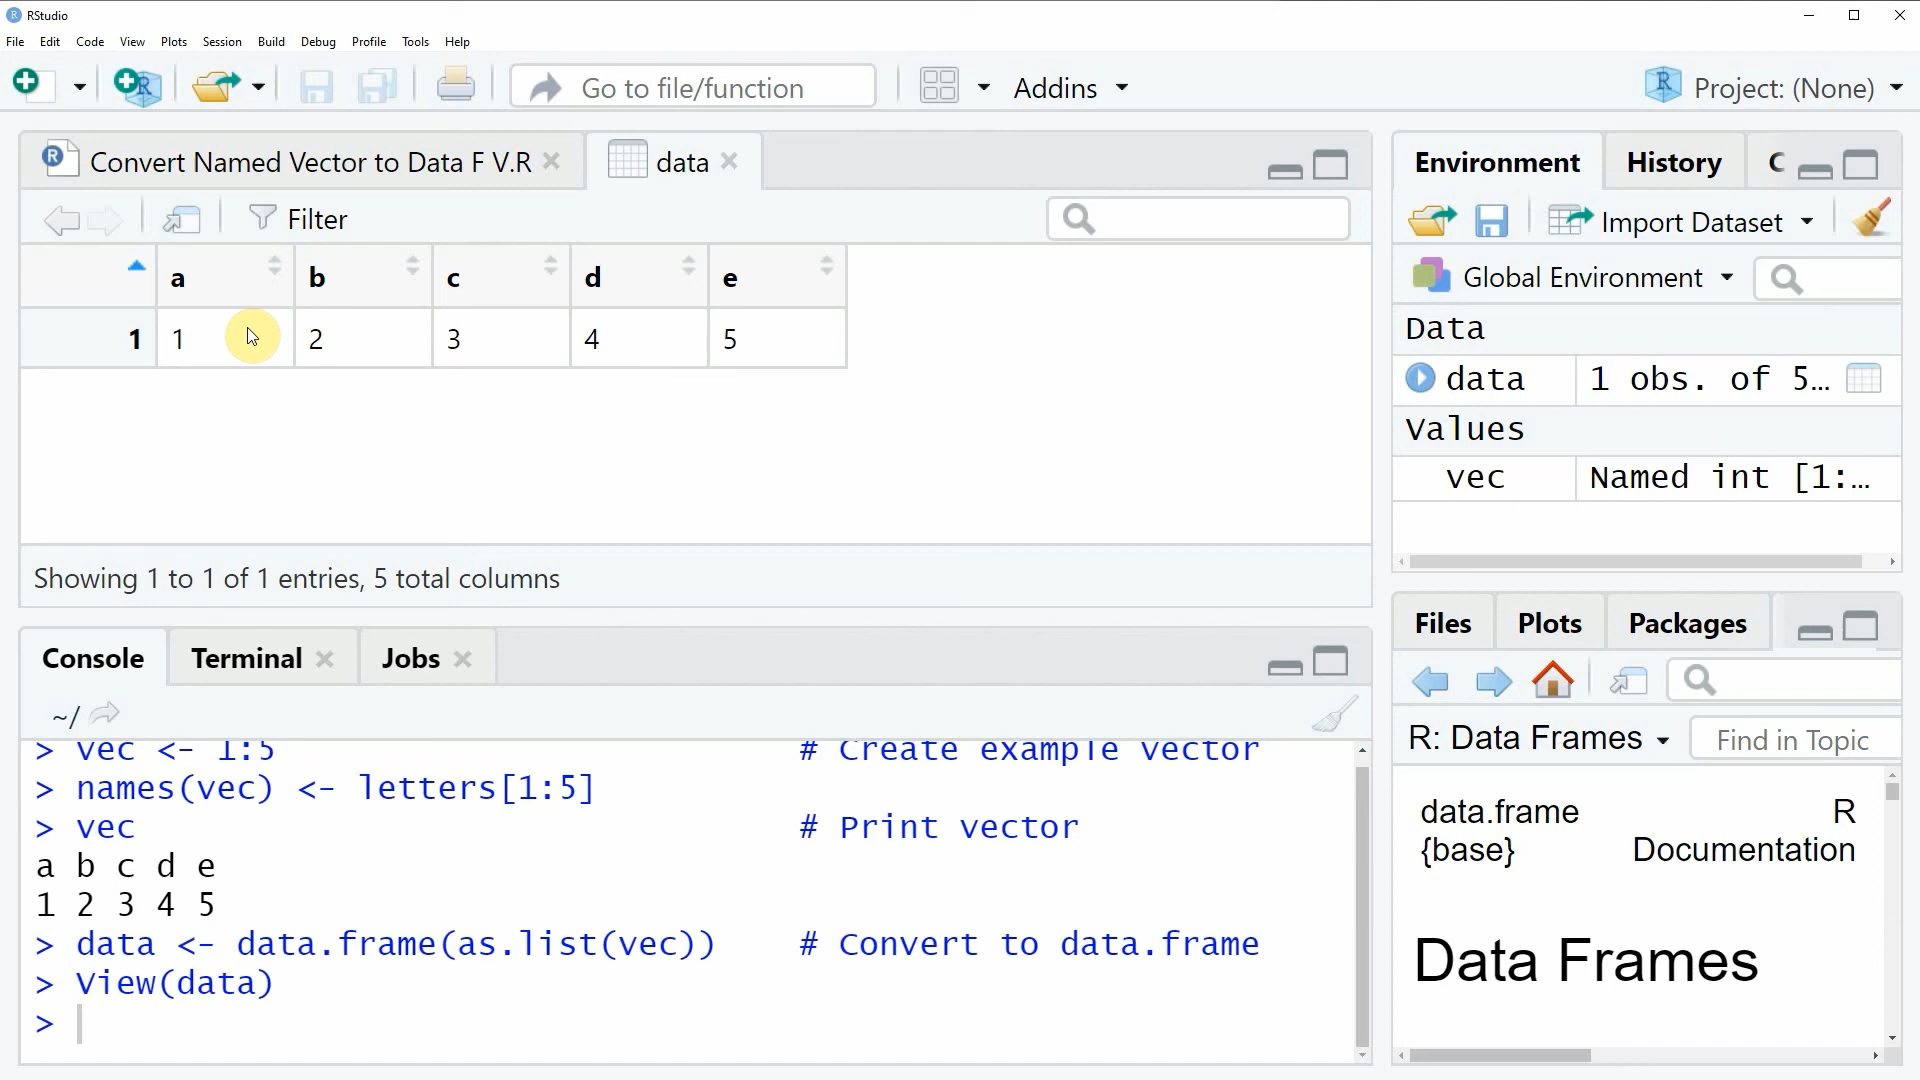 RStudio
File Edit Code View Plots Session Build Debug Profile Tools Help
Go to file/function Addins Project: (None)
Convert Named Vector to Data F V.R data
Filter
a b c d e
1 1 2 3 4 5
Showing 1 to 1 of 1 entries, 5 total columns
Console Terminal Jobs
~/
> vec <- 1:5 # Create example vector
> names(vec) <- letters[1:5]
> vec # Print vector
a b c d e
1 2 3 4 5
> data <- data.frame(as.list(vec)) # Convert to data.frame
> View(data)
>
Environment History C
Import Dataset
Global Environment
Data
data 1 obs. of 5…
Values
vec Named int [1:…
Files Plots Packages
R: Data Frames Find in Topic
data.frame R
{base} Documentation
Data Frames